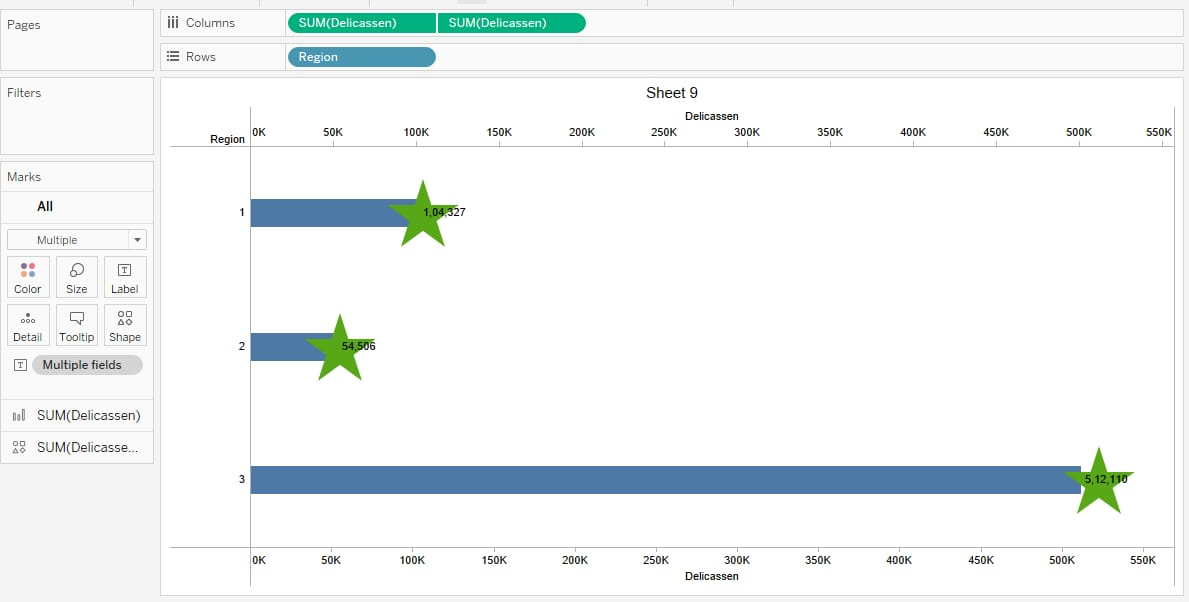 Pages
Columns
SUM(Delicassen) SUM(Delicassen)
Rows
Region
Filters
Marks
All
Multiple
Color Size Label
Detail Tooltip Shape
Multiple fields
SUM(Delicassen)
SUM(Delicasse...
Sheet 9
Delicassen
Region
0K 50K 100K 150K 200K 250K 300K 350K 400K 450K 500K 550K
1
1,04,327
2
54,506
3
5,12,110
0K 50K 100K 150K 200K 250K 300K 350K 400K 450K 500K 550K
Delicassen